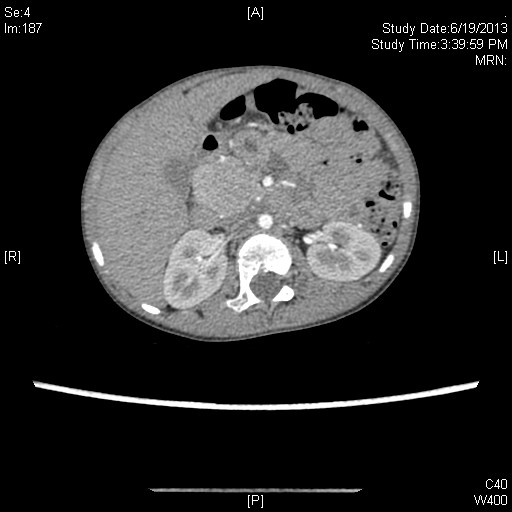 Se:4
Im:187
[A]
Study Date:6/19/2013
Study Time:3:39:59 PM
MRN:
[R]
[L]
[P]
C40
W400